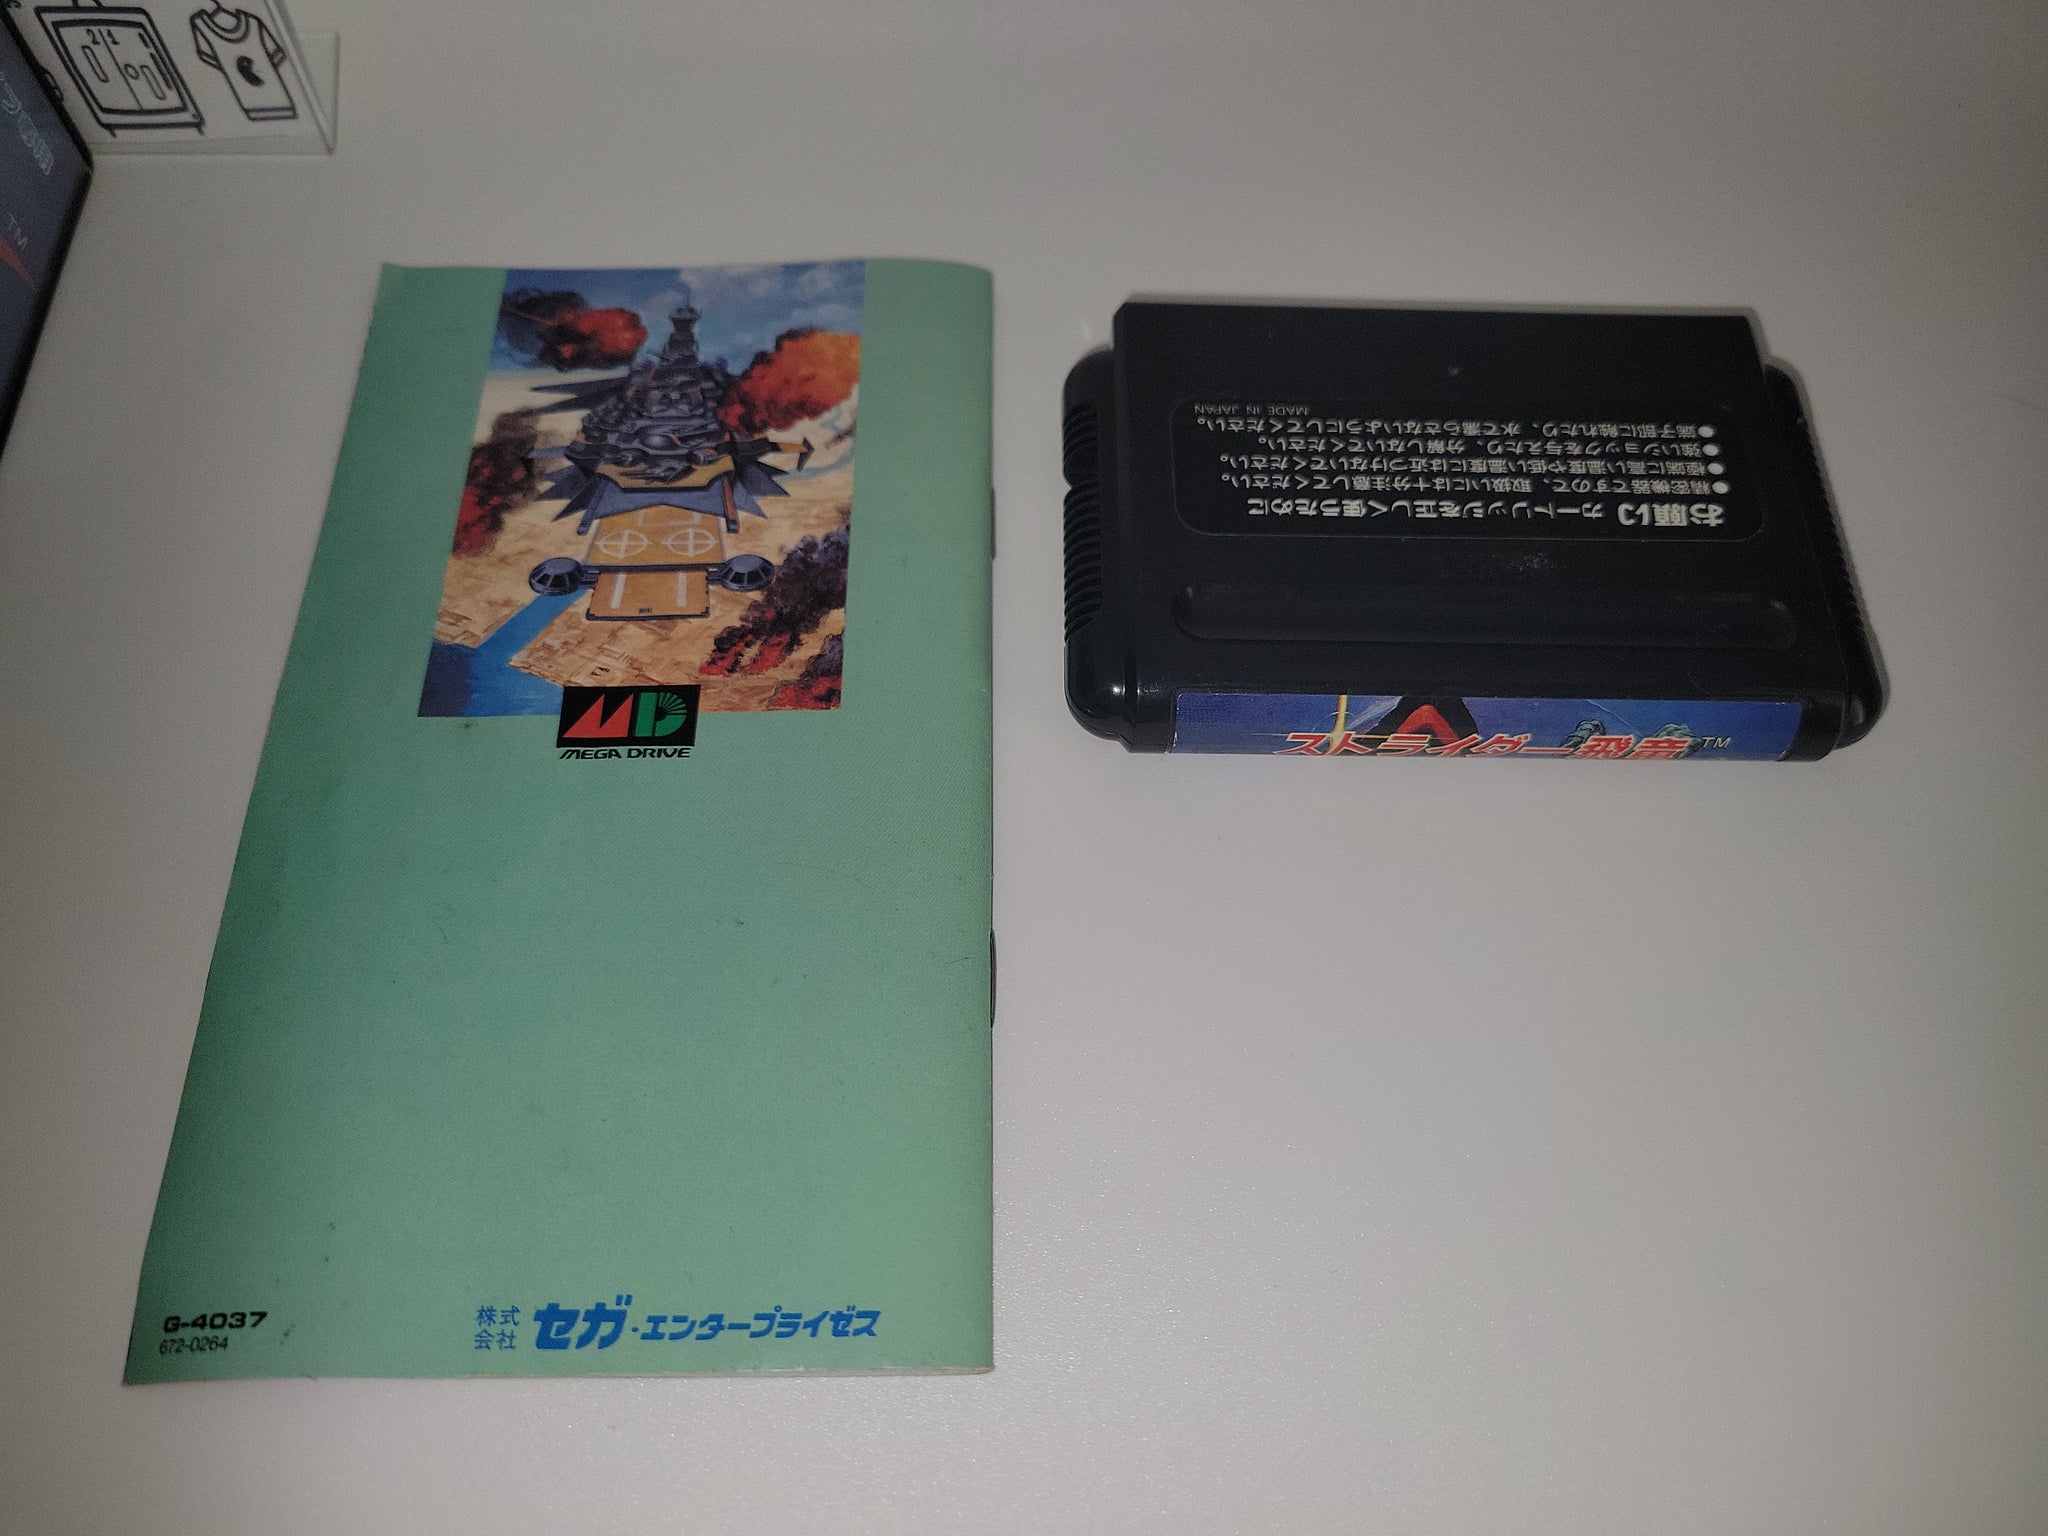 21
TM
MEGA DRIVE
G-4037
672-0264
株式
会社
セガ・エンタープライゼス
お願い カートリッジを正しく使うために
●精密機器ですので、取扱いには十分注意してください。
●極端に高い温度や低い温度には近づけないでください。
●強いショックを与えたり、分解しないでください。
●端子部に触れたり、水で濡らさないようにしてください。
MADE IN JAPAN
ストライダー飛竜 TM